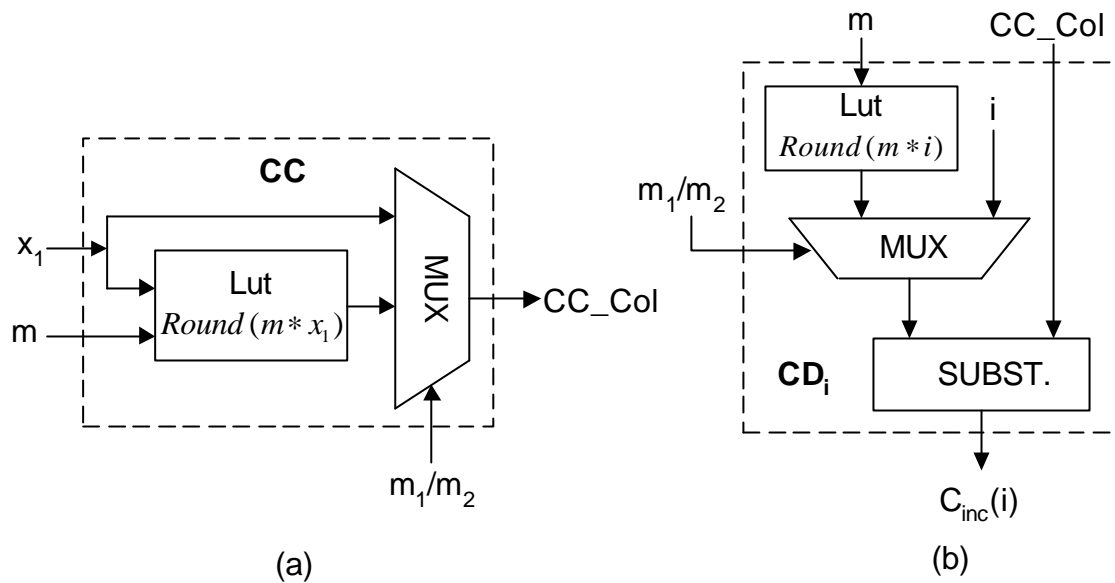 CC
x₁
Lut
Round(m* x₁)
m
MUX
CC_Col
m₁/m₂
(a)
m
CC_Col
Lut
Round(m*i)
i
m₁/m₂
MUX
CDᵢ
SUBST.
Cᵢₙc(i)
(b)